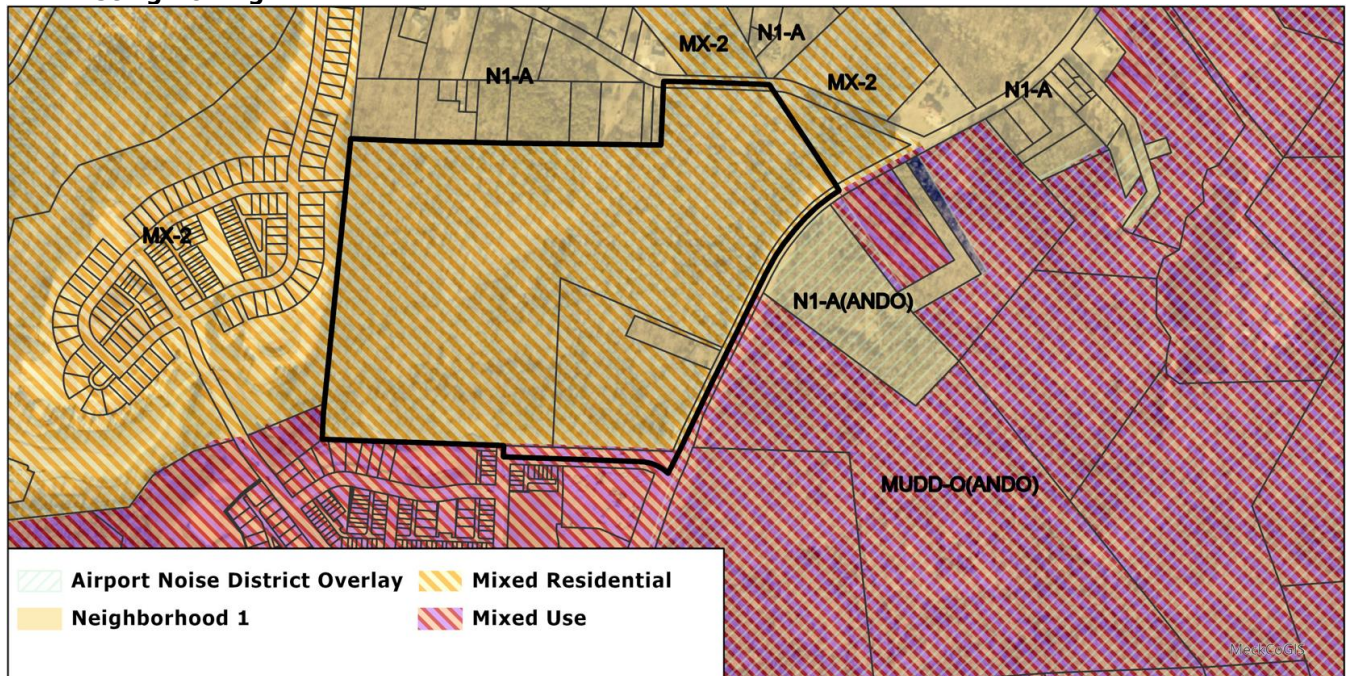 MX-2
N1-A
N1-A
MX-2
N1-A
MX-2
N1-A(ANDO)
MUDD-O(ANDO)
Airport Noise District Overlay
Mixed Residential
Neighborhood 1
Mixed Use
MeckCoGIS